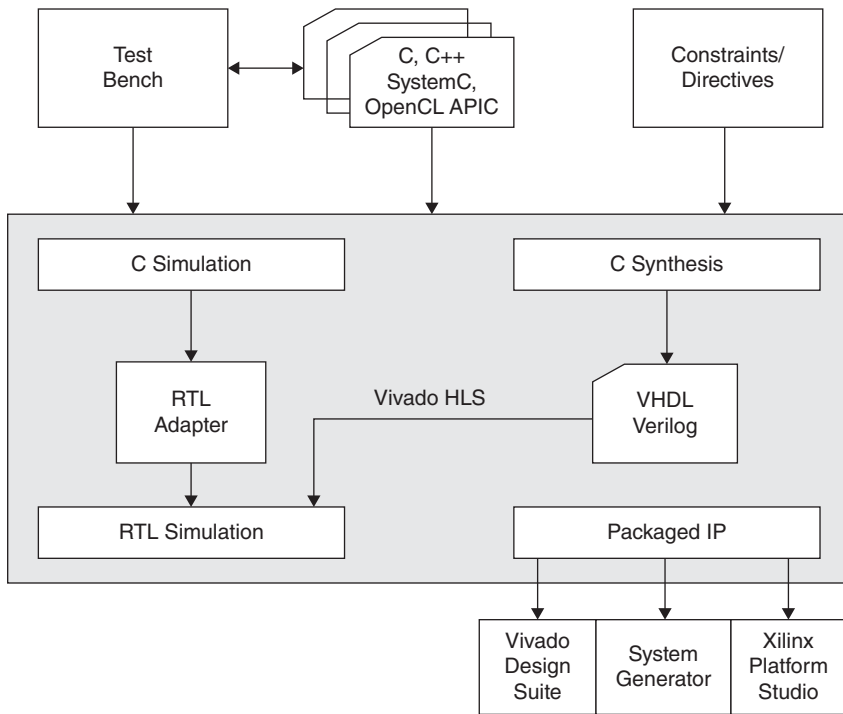 Test
Bench
C, C++
SystemC,
OpenCL APIC
Constraints/
Directives
C Simulation
C Synthesis
RTL
Adapter
Vivado HLS
VHDL
Verilog
RTL Simulation
Packaged IP
Vivado
Design
Suite
System
Generator
Xilinx
Platform
Studio